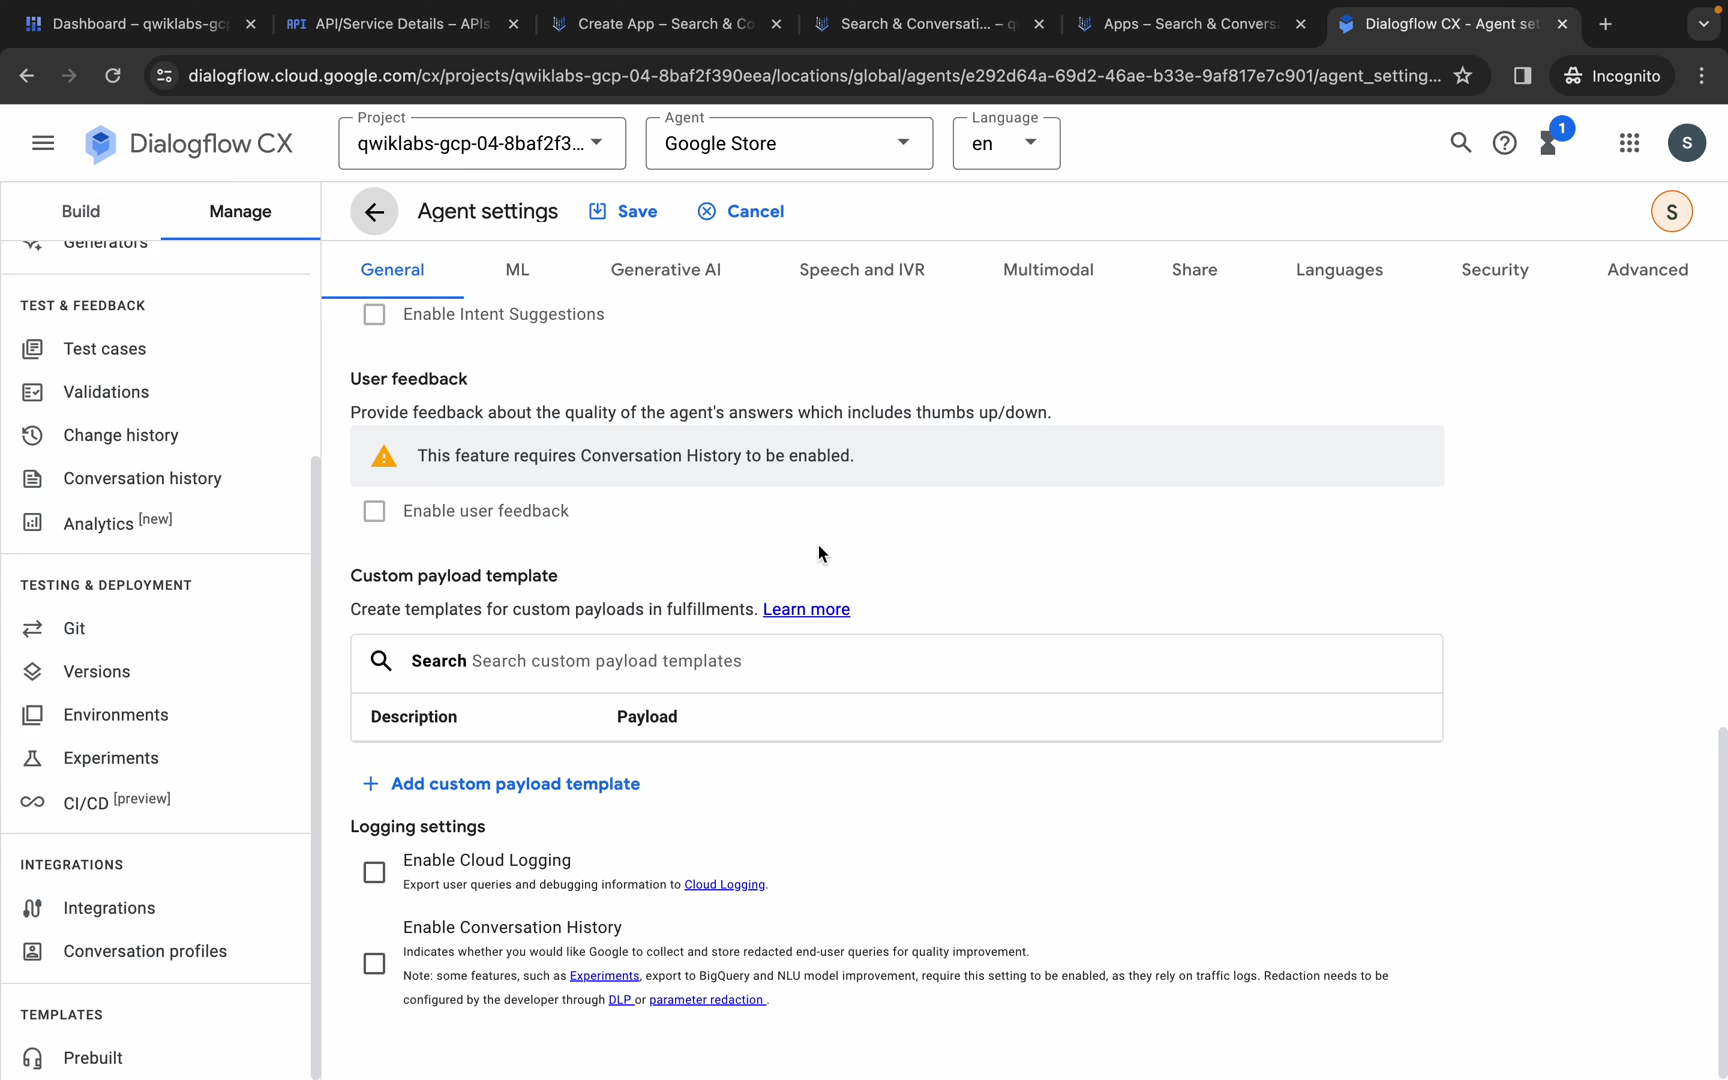 Dashboard – qwiklabs-gc
API API/Service Details – APIs
Create App – Search & Co
Search & Conversati... – q
Apps – Search & Convers
Dialogflow CX - Agent set
dialogflow.cloud.google.com/cx/projects/qwiklabs-gcp-04-8baf2f390eea/locations/global/agents/e292d64a-69d2-46ae-b33e-9af817e7c901/agent_setting...
Incognito
Dialogflow CX
Project
qwiklabs-gcp-04-8baf2f3...
Agent
Google Store
Language
en
1
S
Build
Manage
Agent settings
Save
Cancel
S
Generators
General
ML
Generative AI
Speech and IVR
Multimodal
Share
Languages
Security
Advanced
TEST & FEEDBACK
Test cases
Validations
Change history
Conversation history
Analytics [new]
TESTING & DEPLOYMENT
Git
Versions
Environments
Experiments
CI/CD [preview]
INTEGRATIONS
Integrations
Conversation profiles
TEMPLATES
Prebuilt
Enable Intent Suggestions
User feedback
Provide feedback about the quality of the agent's answers which includes thumbs up/down.
This feature requires Conversation History to be enabled.
Enable user feedback
Custom payload template
Create templates for custom payloads in fulfillments. Learn more
Search Search custom payload templates
Description Payload
+ Add custom payload template
Logging settings
Enable Cloud Logging
Export user queries and debugging information to Cloud Logging.
Enable Conversation History
Indicates whether you would like Google to collect and store redacted end-user queries for quality improvement.
Note: some features, such as Experiments, export to BigQuery and NLU model improvement, require this setting to be enabled, as they rely on traffic logs. Redaction needs to be
configured by the developer through DLP or parameter redaction .